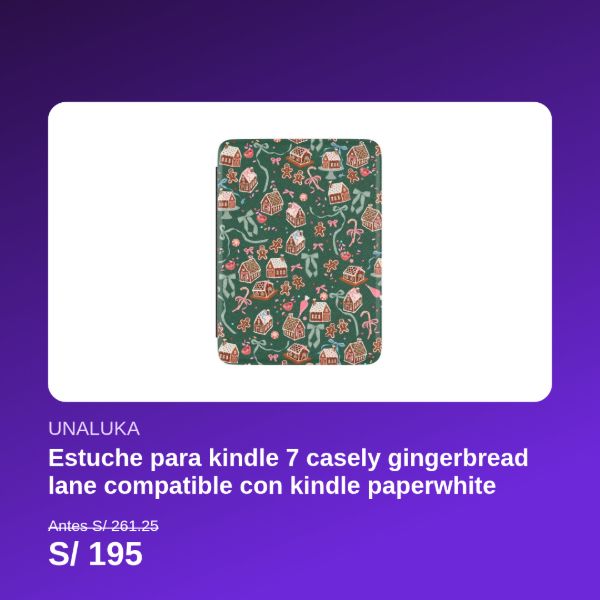 UNALUKA
Estuche para kindle 7 casely gingerbread
lane compatible con kindle paperwhite
Antes S/ 261.25
S/ 195